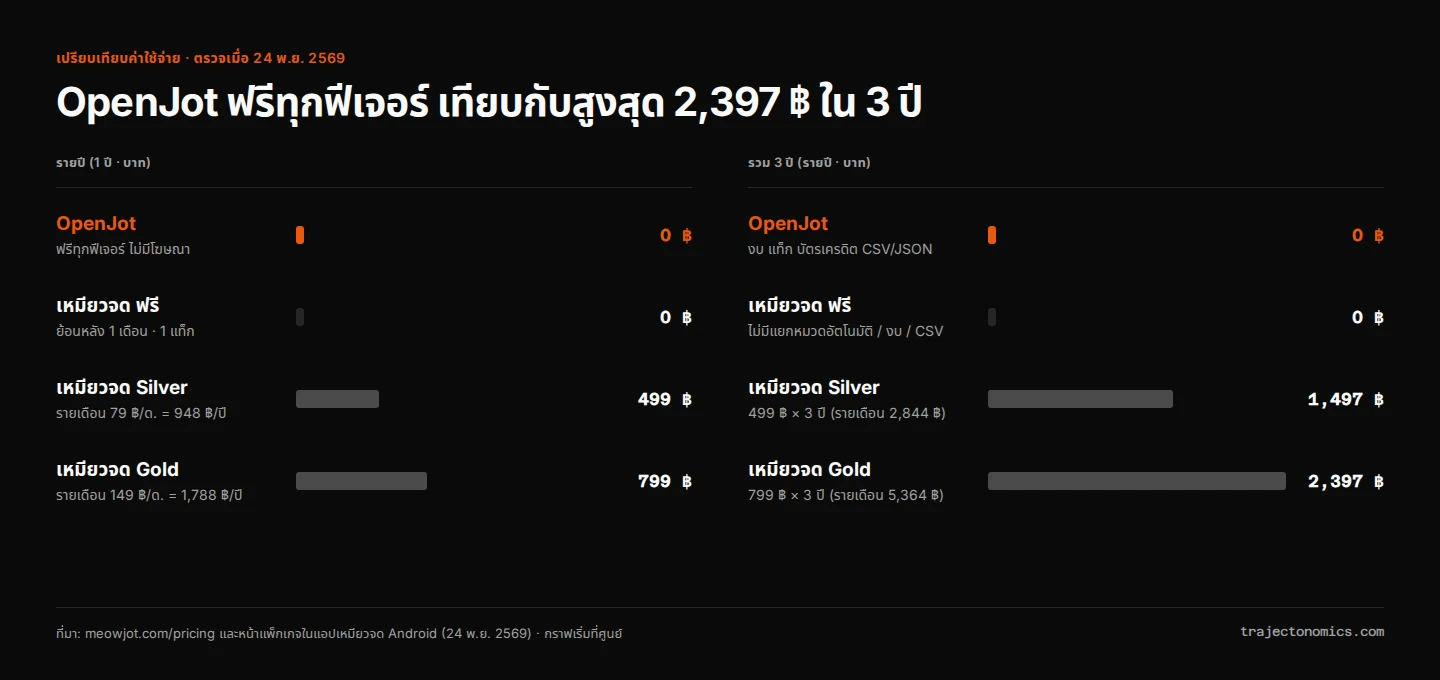 เปรียบเทียบค่าใช้จ่าย · ตรวจเมื่อ 24 พ.ย. 2569
OpenJot ฟรีทุกฟีเจอร์ เทียบกับสูงสุด 2,397 ฿ ใน 3 ปี
รายปี (1 ปี · บาท)
OpenJot
ฟรีทุกฟีเจอร์ ไม่มีโฆษณา
0 ฿
เหมียวจด ฟรี
ย้อนหลัง 1 เดือน · 1 แท็ก
0 ฿
เหมียวจด Silver
รายเดือน 79 ฿/ด. = 948 ฿/ปี
499 ฿
เหมียวจด Gold
รายเดือน 149 ฿/ด. = 1,788 ฿/ปี
799 ฿
รวม 3 ปี (รายปี · บาท)
OpenJot
งบ แท็ก บัตรเครดิต CSV/JSON
0 ฿
เหมียวจด ฟรี
ไม่มีแยกหมวดอัตโนมัติ / งบ / CSV
0 ฿
เหมียวจด Silver
499 ฿ × 3 ปี (รายเดือน 2,844 ฿)
1,497 ฿
เหมียวจด Gold
799 ฿ × 3 ปี (รายเดือน 5,364 ฿)
2,397 ฿
ที่มา: meowjot.com/pricing และหน้าแพ็กเกจในแอปเหมียวจด Android (24 พ.ย. 2569) · กราฟเริ่มที่ศูนย์
trajectonomics.com